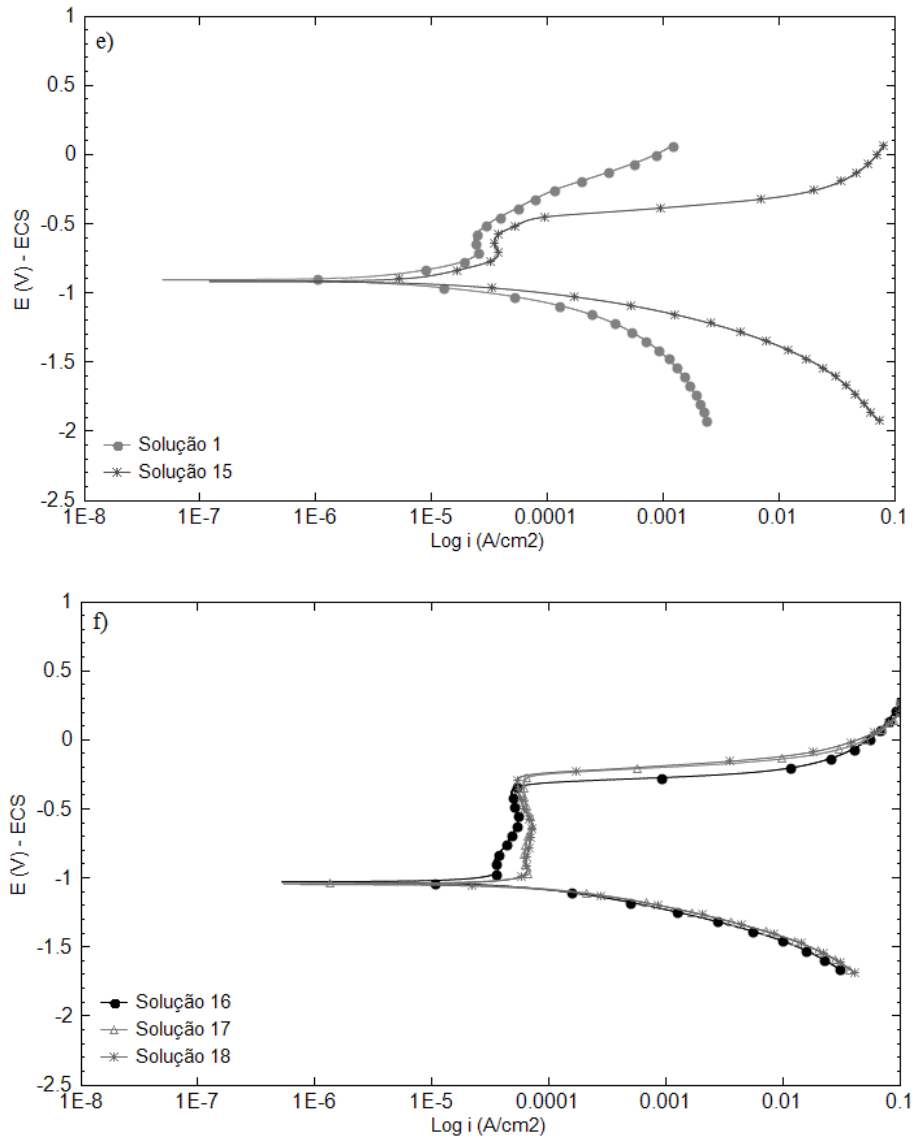 e)
1
0.5
0
-0.5
-1
-1.5
-2
-2.5
E (V) - ECS
Solução 1
Solução 15
1E-8 1E-7 1E-6 1E-5 0.0001 0.001 0.01 0.1
Log i (A/cm2)
f)
1
0.5
0
-0.5
-1
-1.5
-2
-2.5
E (V) - ECS
Solução 16
Solução 17
Solução 18
1E-8 1E-7 1E-6 1E-5 0.0001 0.001 0.01 0.1
Log i (A/cm2)